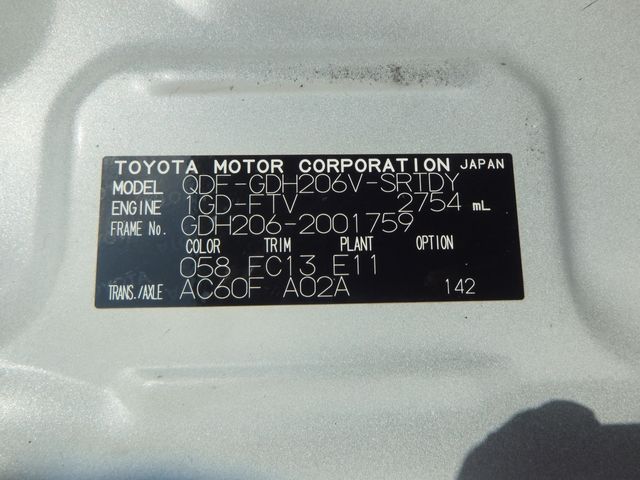 TOYOTA MOTOR CORPORATION JAPAN
MODEL QDF-GDH206V-SRTDY
ENGINE 1GD-FTV 2754 mL
FRAME No. GDH206-2001759
COLOR TRIM PLANT OPTION
058 FC13 E11
TRANS./AXLE AC60F A02A 142